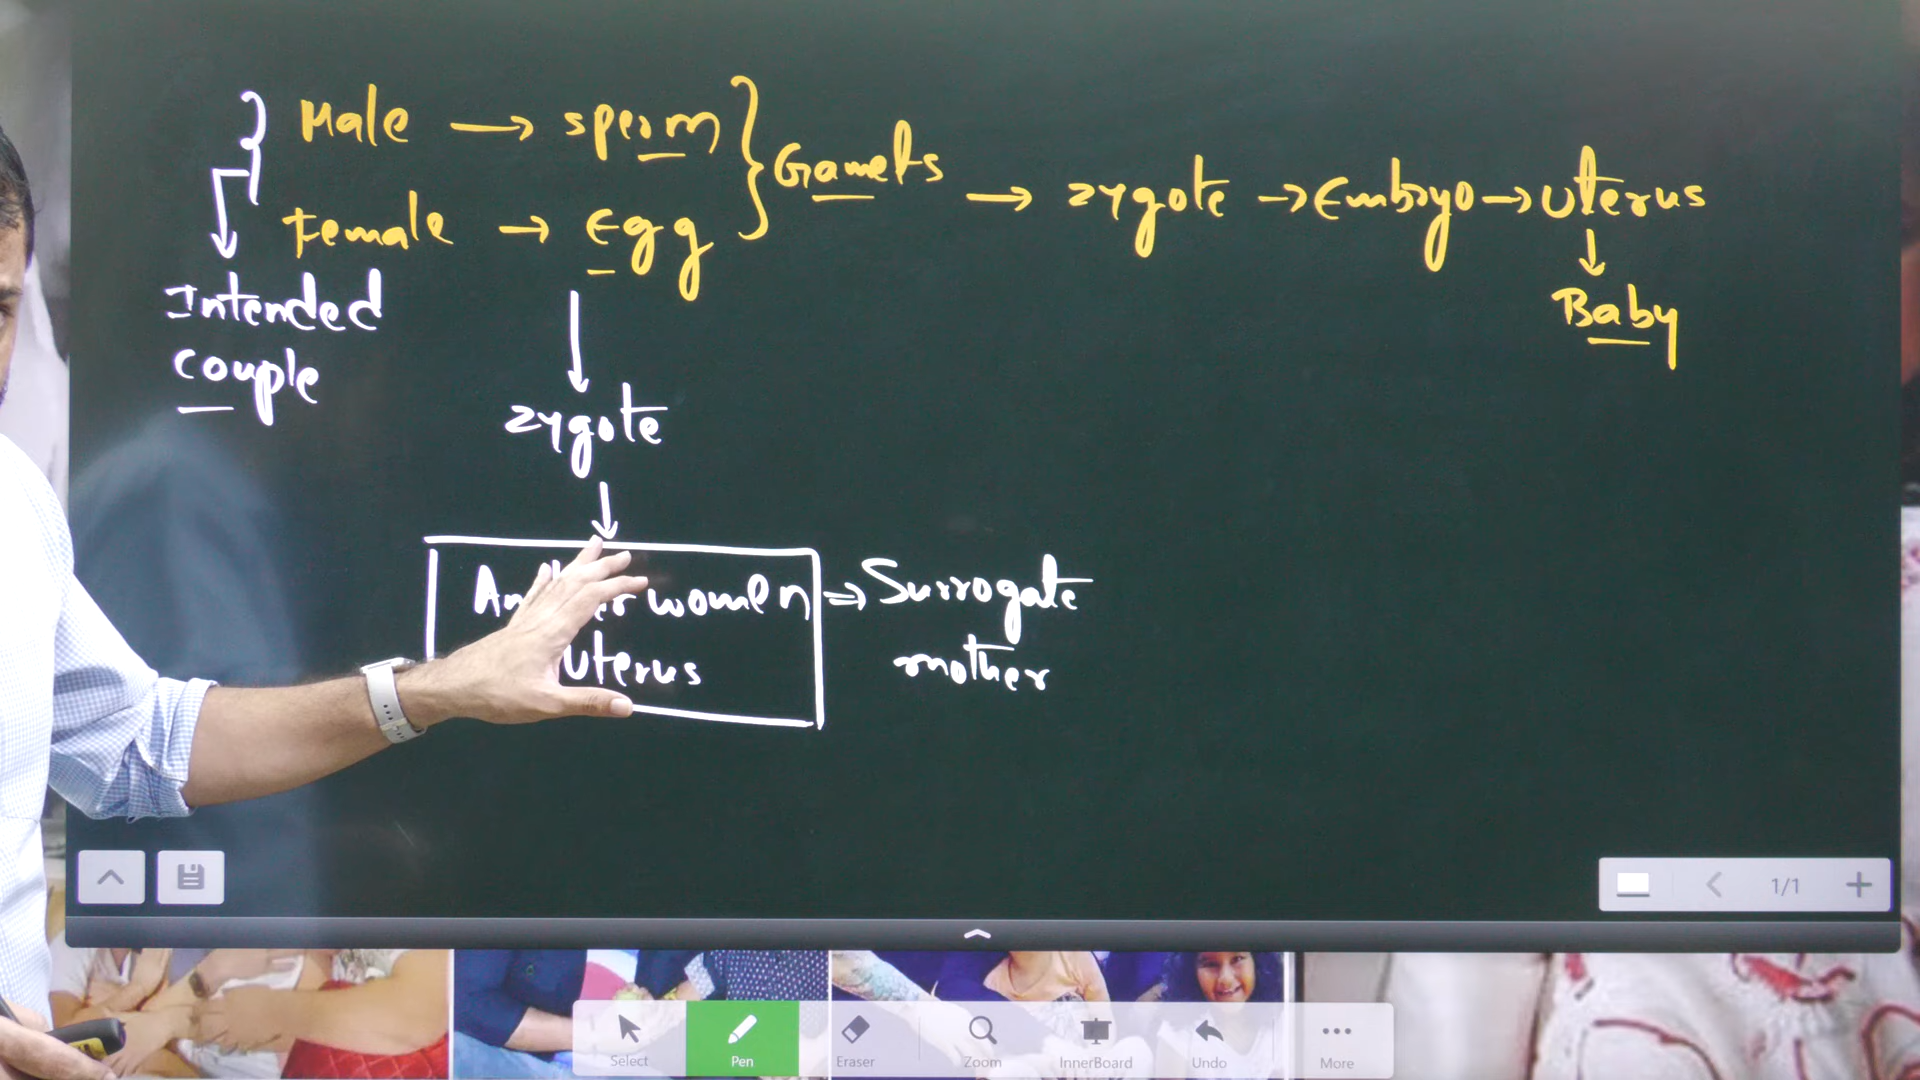 Male → sperm
Gamets
Female → Egg
→ zygote → Embryo → Uterus
Baby
Intended
couple
zygote
women ⇒ Surrogate
uterus
mother
1/1
Select
Pen
Eraser
Zoom
InnerBoard
Undo
More